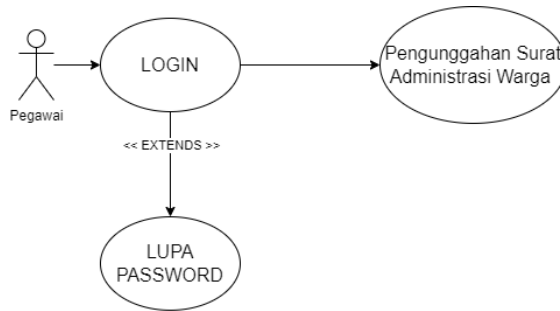 LOGIN
Pengunggahan Surat
Administrasi Warga
Pegawai
<< EXTENDS >>
LUPA
PASSWORD